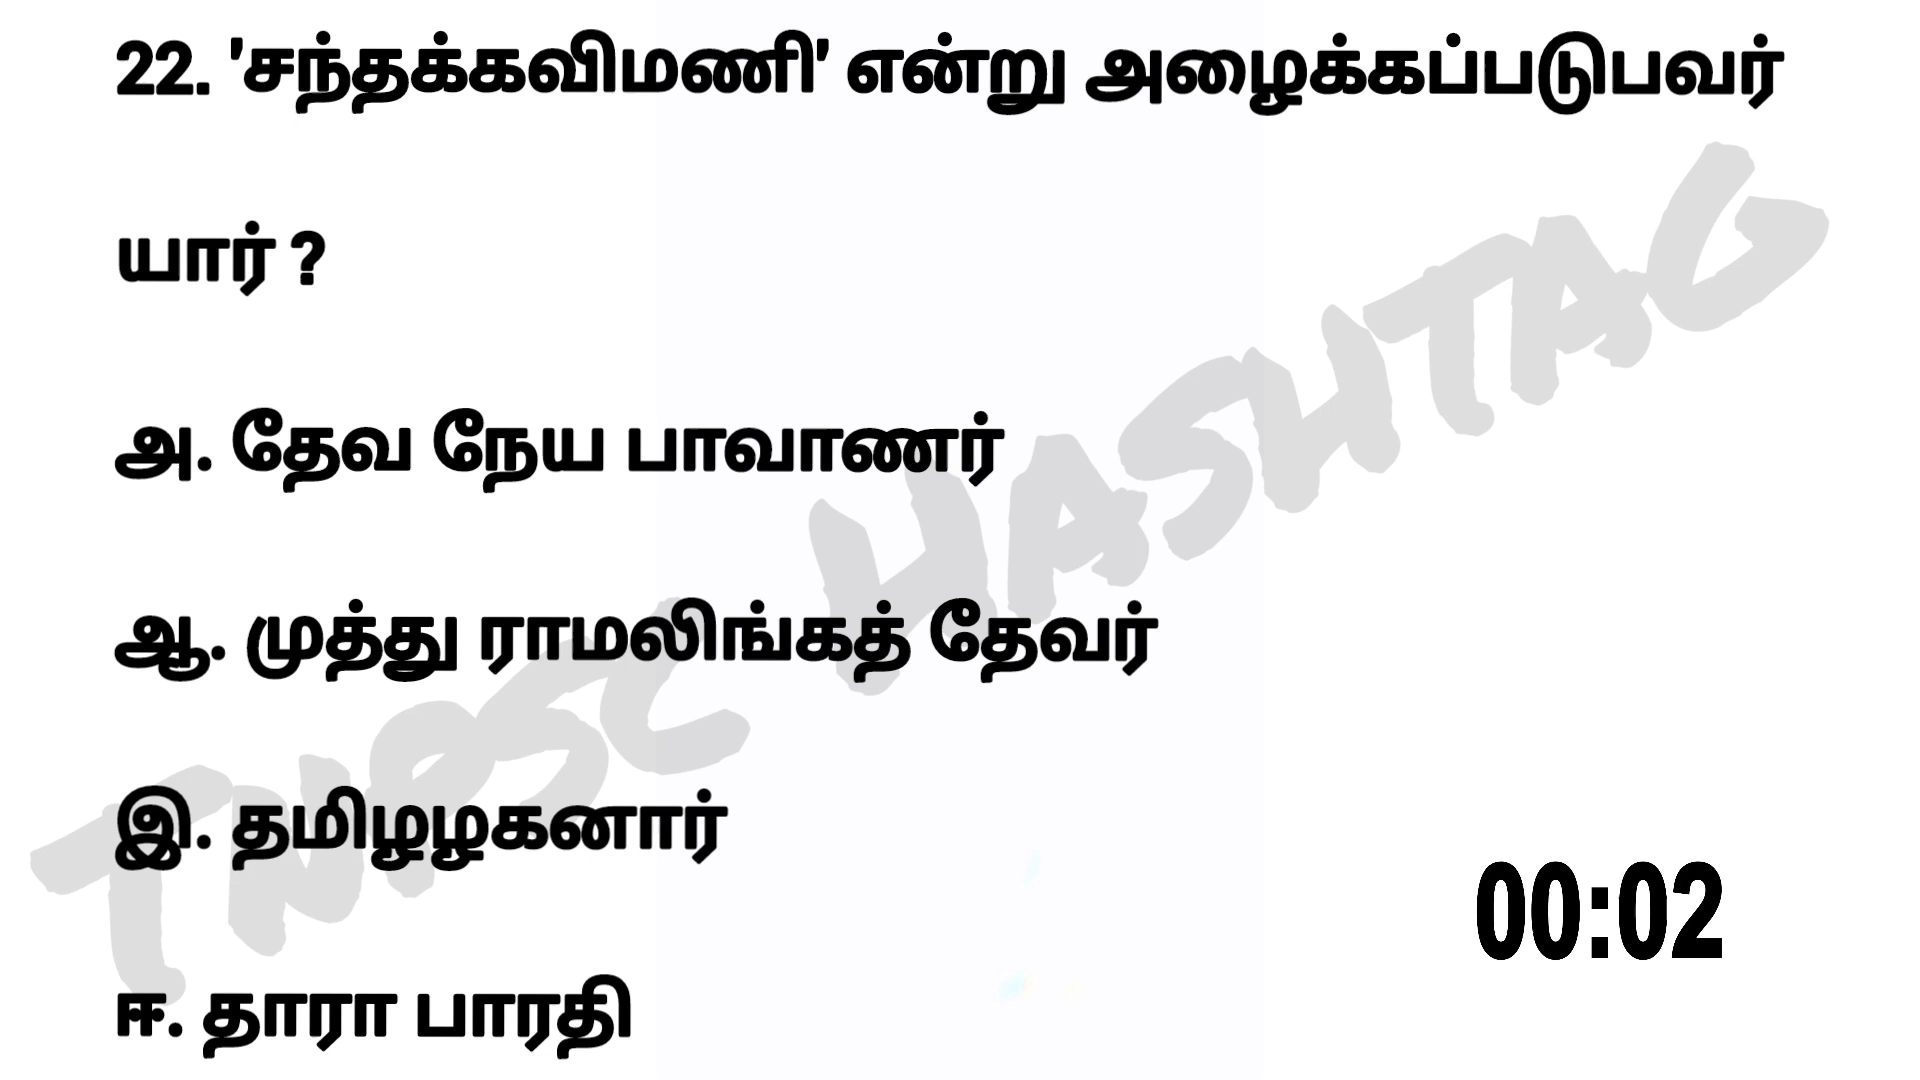 22. 'சந்தக்கவிமணி' என்று அழைக்கப்படுபவர்
யார் ?
அ. தேவ நேய பாவாணர்
ஆ. முத்து ராமலிங்கத் தேவர்
இ. தமிழழகனார்
ஈ. தாரா பாரதி
00:02
TNPSC HASHTAG